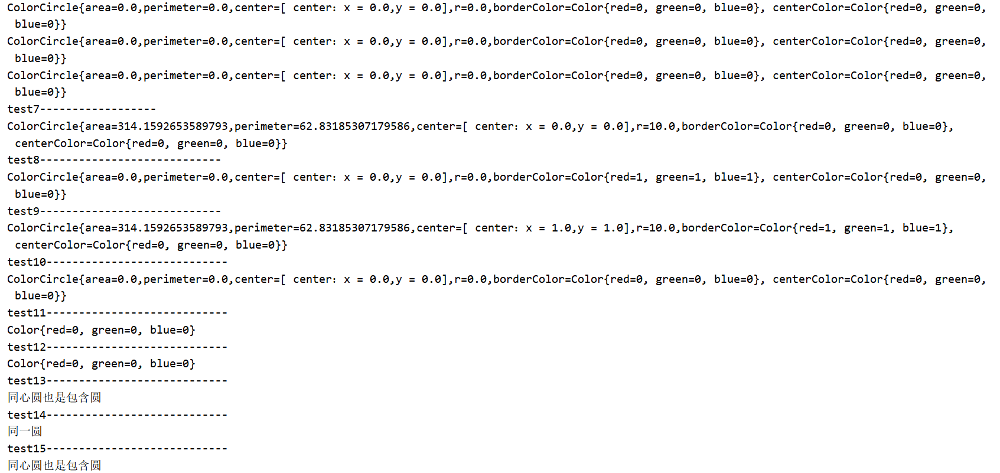 ColorCircle{area=0.0,perimeter=0.0,center=[ center：x = 0.0,y = 0.0],r=0.0,borderColor=Color{red=0, green=0, blue=0}, centerColor=Color{red=0, green=0,
blue=0}}
ColorCircle{area=0.0,perimeter=0.0,center=[ center：x = 0.0,y = 0.0],r=0.0,borderColor=Color{red=0, green=0, blue=0}, centerColor=Color{red=0, green=0,
blue=0}}
ColorCircle{area=0.0,perimeter=0.0,center=[ center：x = 0.0,y = 0.0],r=0.0,borderColor=Color{red=0, green=0, blue=0}, centerColor=Color{red=0, green=0,
blue=0}}
test7------------------
ColorCircle{area=314.1592653589793,perimeter=62.83185307179586,center=[ center：x = 0.0,y = 0.0],r=10.0,borderColor=Color{red=0, green=0, blue=0},
centerColor=Color{red=0, green=0, blue=0}}
test8----------------------------
ColorCircle{area=0.0,perimeter=0.0,center=[ center：x = 0.0,y = 0.0],r=0.0,borderColor=Color{red=1, green=1, blue=1}, centerColor=Color{red=0, green=0,
blue=0}}
test9----------------------------
ColorCircle{area=314.1592653589793,perimeter=62.83185307179586,center=[ center：x = 1.0,y = 1.0],r=10.0,borderColor=Color{red=1, green=1, blue=1},
centerColor=Color{red=0, green=0, blue=0}}
test10----------------------------
ColorCircle{area=0.0,perimeter=0.0,center=[ center：x = 0.0,y = 0.0],r=0.0,borderColor=Color{red=0, green=0, blue=0}, centerColor=Color{red=0, green=0,
blue=0}}
test11----------------------------
Color{red=0, green=0, blue=0}
test12----------------------------
Color{red=0, green=0, blue=0}
test13----------------------------
同心圆也是包含圆
test14----------------------------
同一圆
test15----------------------------
同心圆也是包含圆